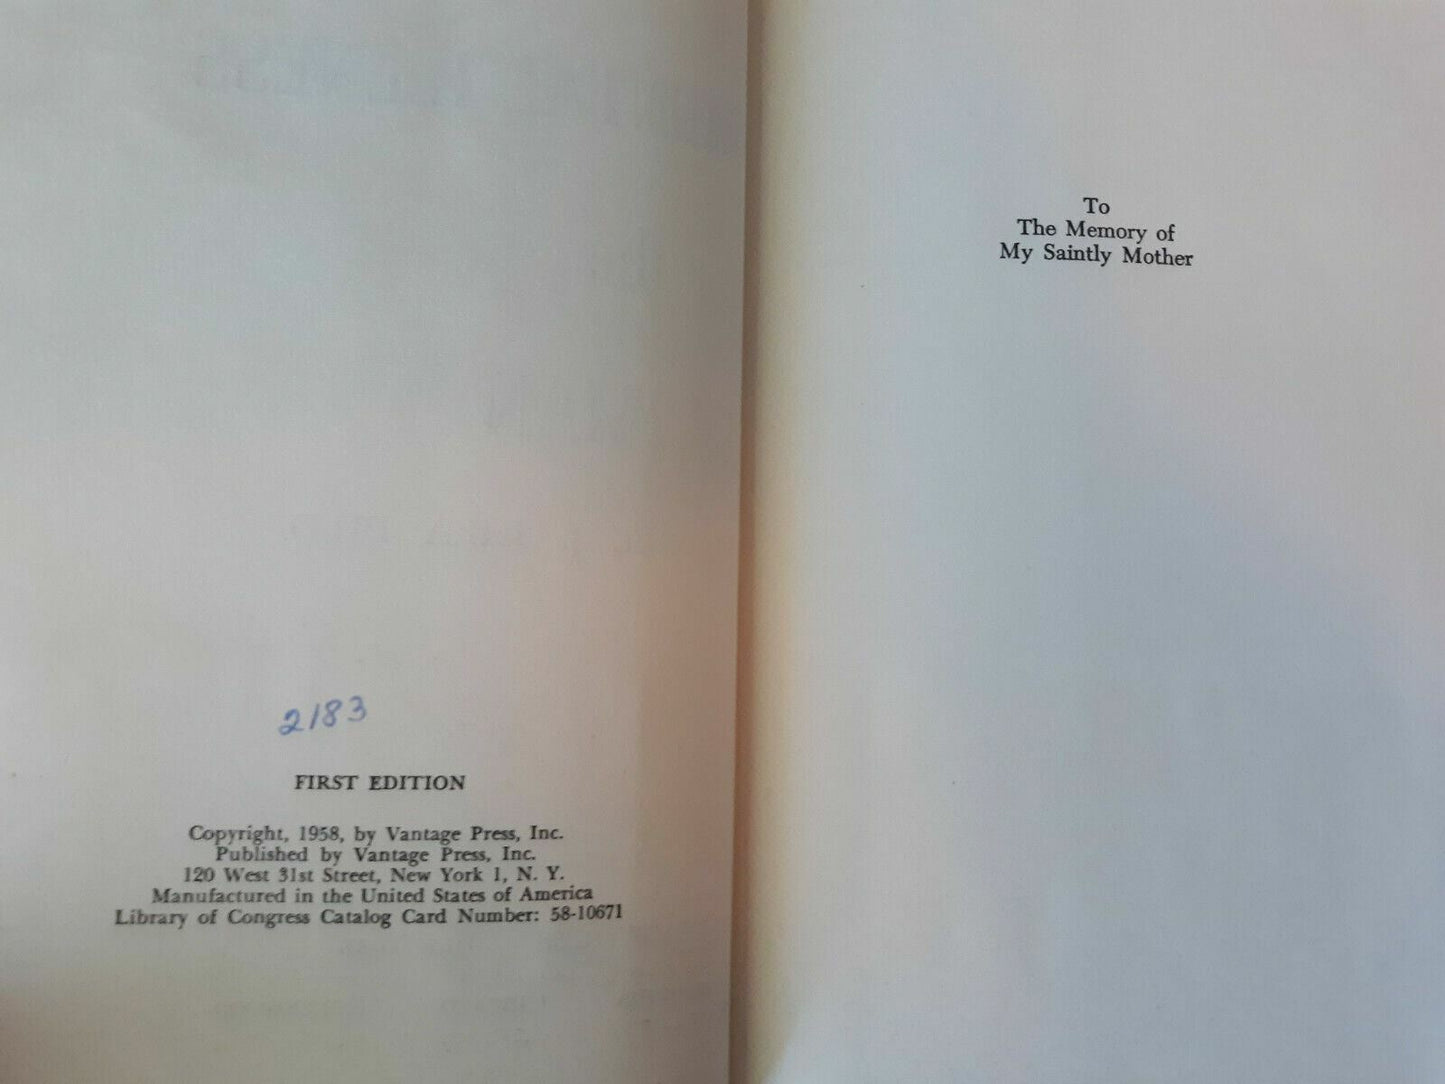 2183
FIRST EDITION
Copyright, 1958, by Vantage Press, Inc.
Published by Vantage Press, Inc.
120 West 31st Street, New York 1, N. Y.
Manufactured in the United States of America
Library of Congress Catalog Card Number: 58-10671
To
The Memory of
My Saintly Mother